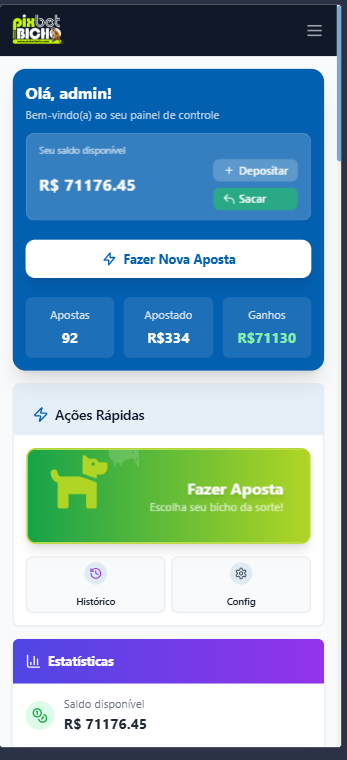 pixbet
BICHO
Olá, admin!
Bem-vindo(a) ao seu painel de controle
Seu saldo disponível
R$ 71176.45
+ Depositar
Sacar
Fazer Nova Aposta
Apostas
92
Apostado
R$334
Ganhos
R$71130
Ações Rápidas
Fazer Aposta
Escolha seu bicho da sorte!
Histórico
Config
Estatísticas
Saldo disponível
R$ 71176.45